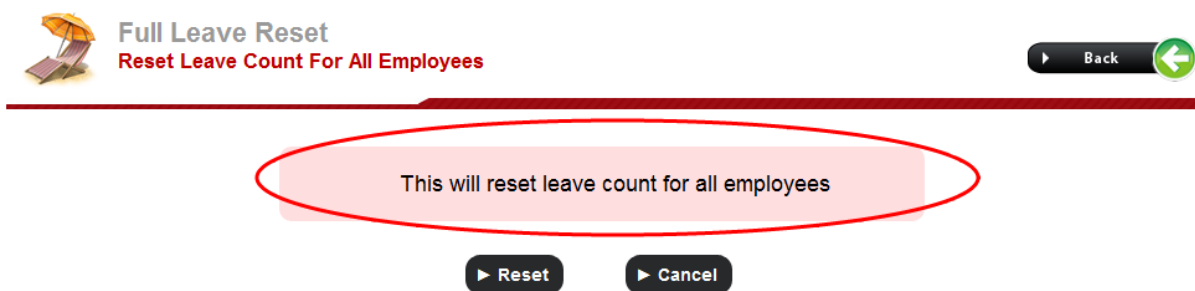 Full Leave Reset
Reset Leave Count For All Employees
Back
This will reset leave count for all employees
Reset
Cancel